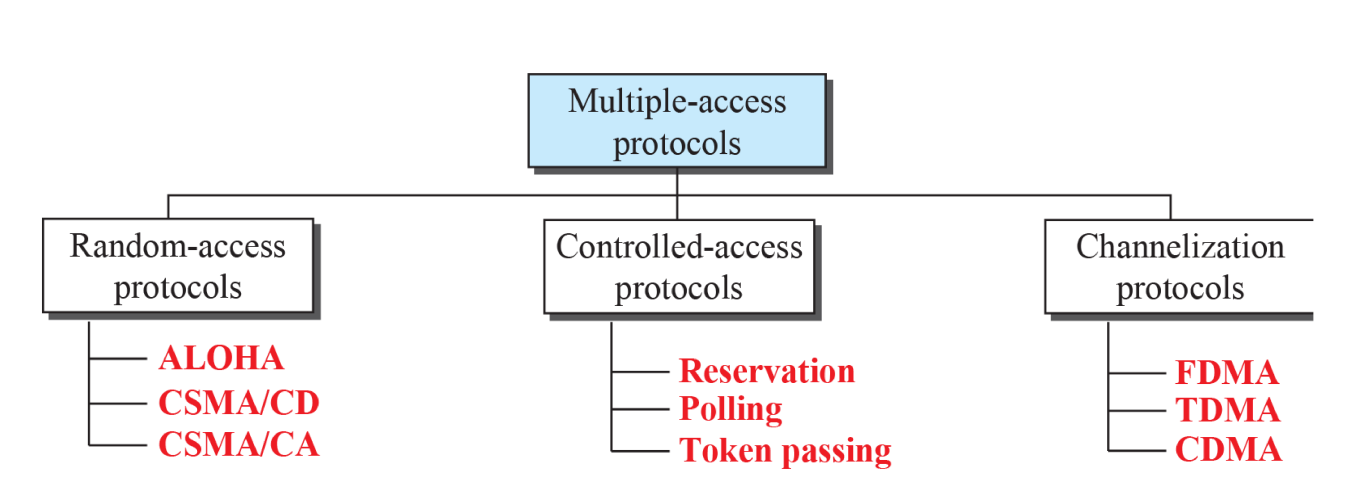 Multiple-access
protocols
Random-access
protocols
Controlled-access
protocols
Channelization
protocols
ALOHA
CSMA/CD
CSMA/CA
Reservation
Polling
Token passing
FDMA
TDMA
CDMA